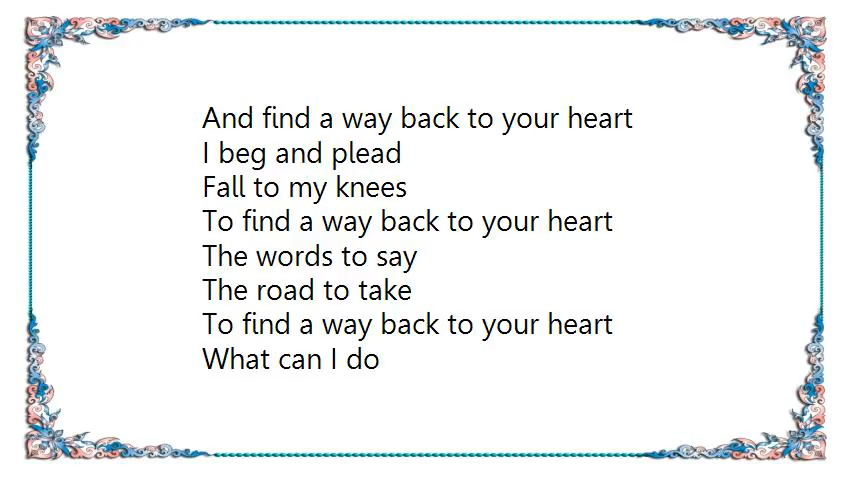 And find a way back to your heart
I beg and plead
Fall to my knees
To find a way back to your heart
The words to say
The road to take
To find a way back to your heart
What can I do